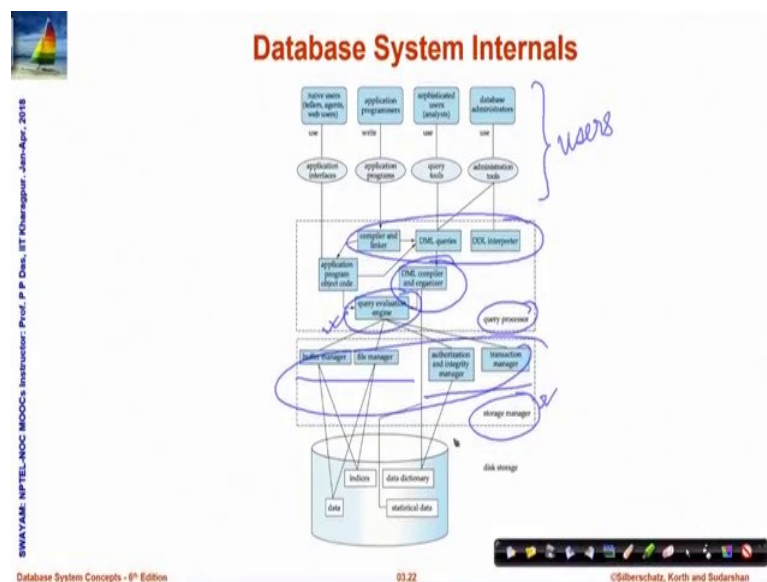 Database System Internals
SWAYAM: NPTEL-NOC MOOCs Instructor: Prof. P P Das, IIT Kharagpur. Jan-Apr, 2018
naive users
(tellers, agents,
web users)
application
programmers
sophisticated
users
(analysts)
database
administrators
users
use
write
use
use
application
interfaces
application
programs
query
tools
administration
tools
compiler and
linker
DML queries
DDL interpreter
application
program
object code
DML compiler
and organizer
query evaluation
engine
query processor
buffer manager
file manager
authorization
and integrity
manager
transaction
manager
storage manager
disk storage
indices
data dictionary
data
statistical data
Database System Concepts - 6th Edition
03.22
©Silberschatz, Korth and Sudarshan